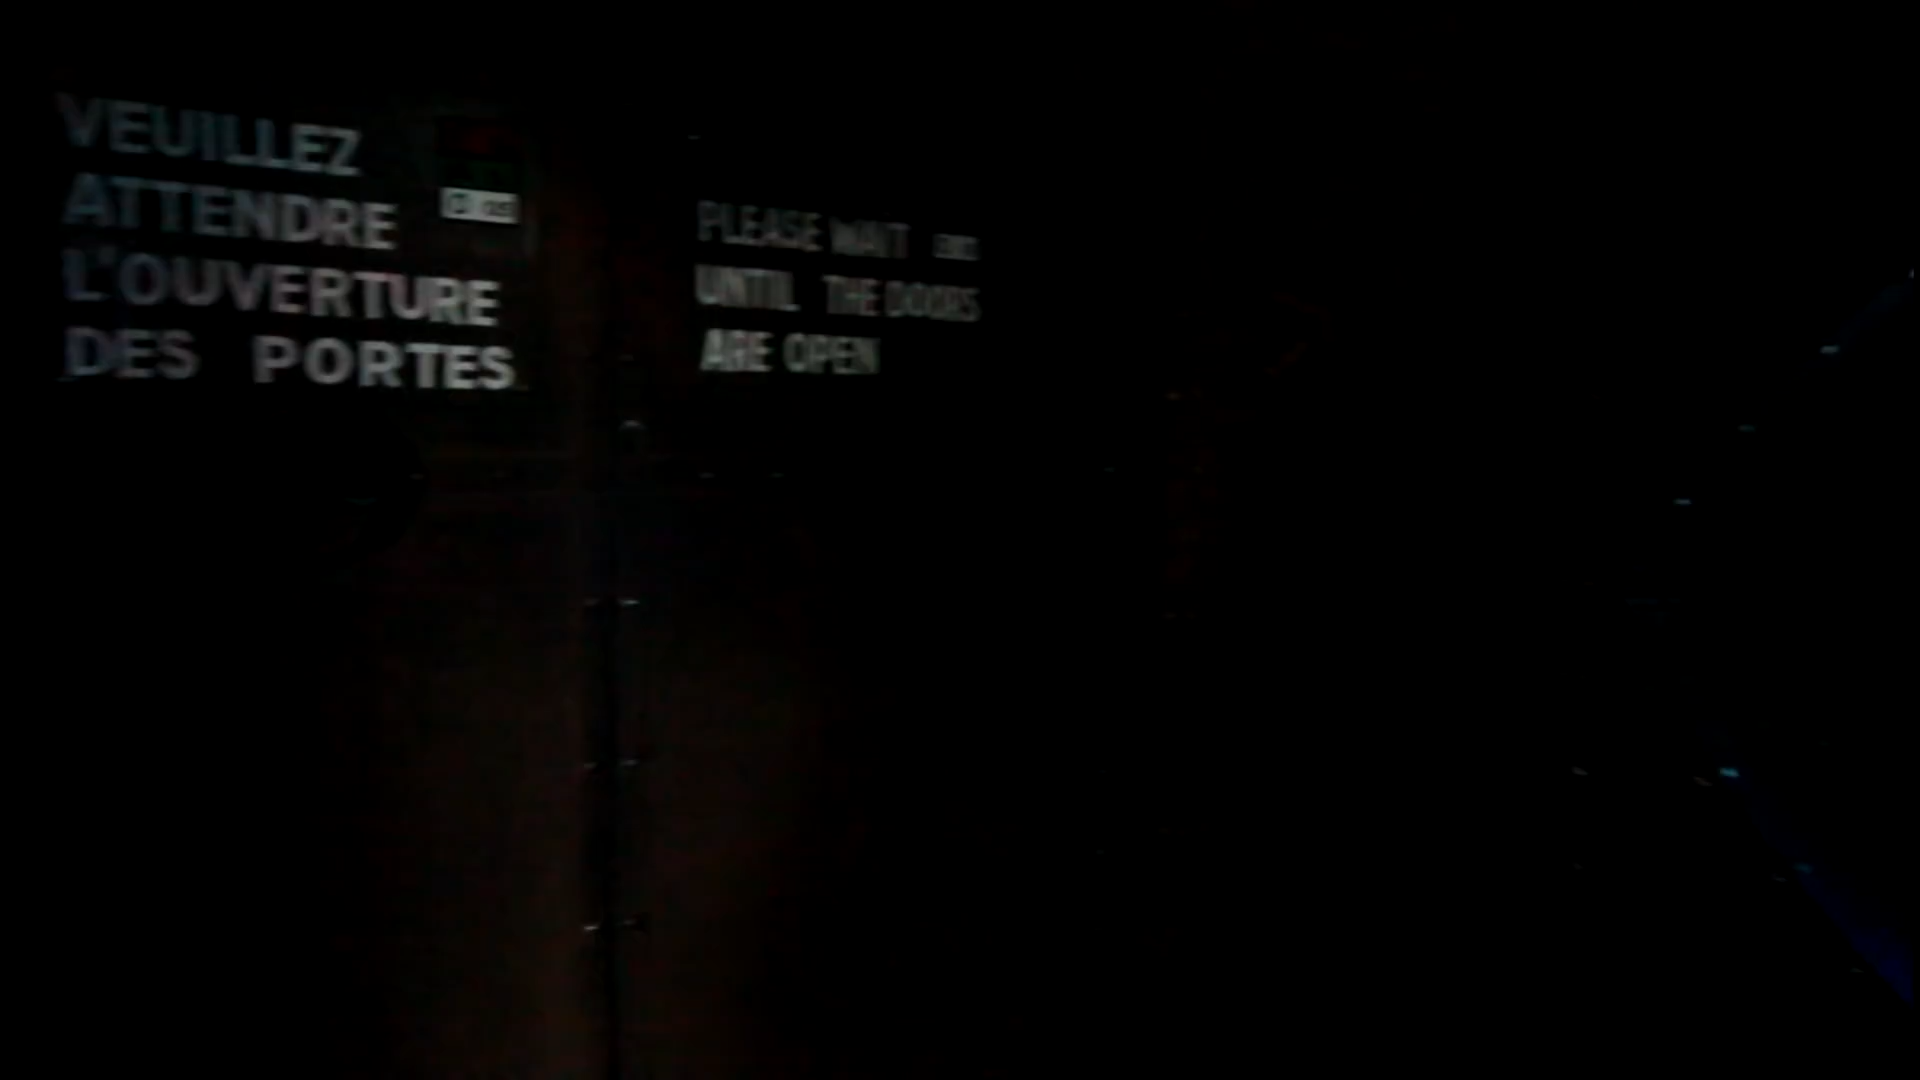 VEUILLEZ
ATTENDRE
L'OUVERTURE
DES PORTES
PLEASE WAIT
UNTIL THE DOORS
ARE OPEN